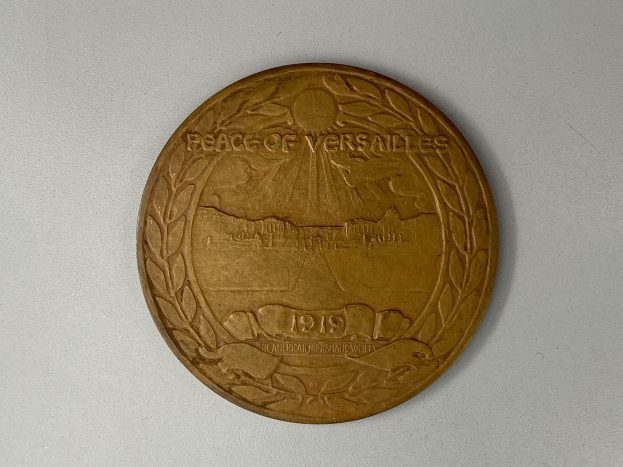 PEACE OF VERSAILLES
1919
THE AMERICAN NUMISMATIC SOCIETY